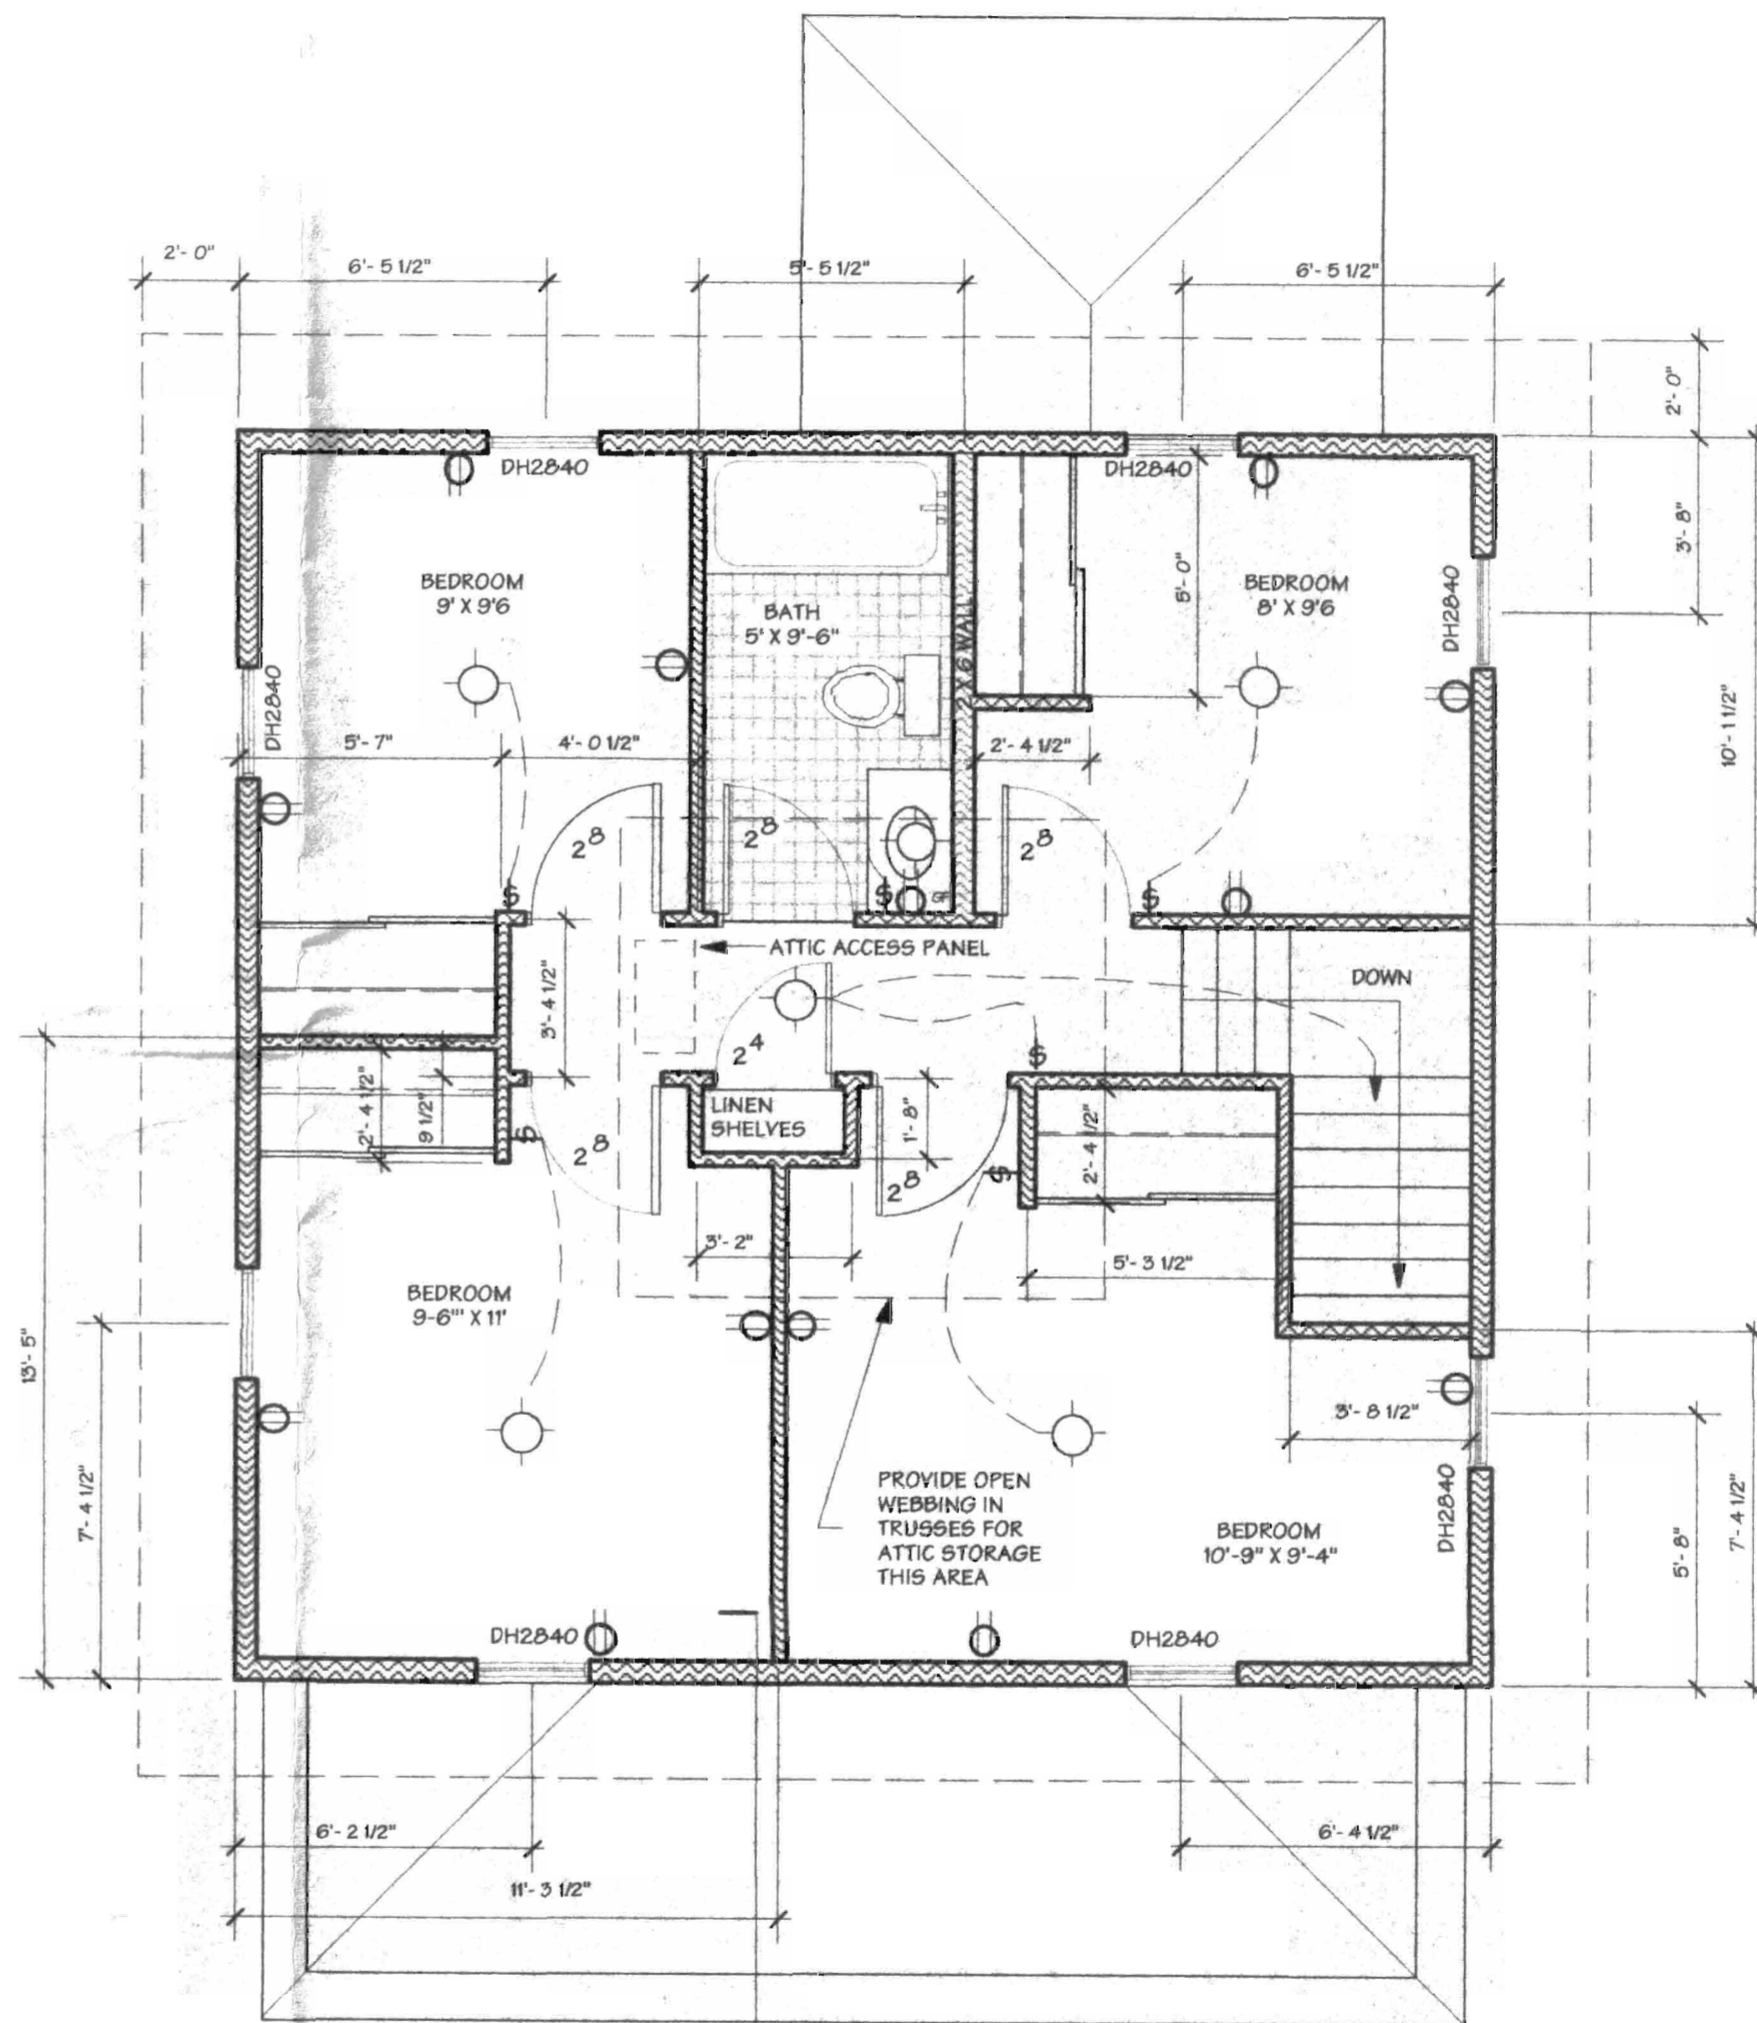 2'- 0"
6'- 5 1/2"
5'- 5 1/2"
6'- 5 1/2"
2'- 0"
3'- 8"
10'- 1 1/2"
DH2840
DH2840
DH2840
DH2840
BEDROOM
9' X 9'6
BATH
5' X 9'-6"
2 X 6 WALL
5'- 0"
BEDROOM
8' X 9'6
5'- 7"
4'- 0 1/2"
2'- 4 1/2"
2 8
2 8
2 8
S
S
S
ATTIC ACCESS PANEL
DOWN
3'- 4 1/2"
2 4
S
2'- 4 1/2"
9 1/2"
LINEN
SHELVES
1'- 8"
2'- 4 1/2"
S
2 8
2 8
S
3'- 2"
5'- 3 1/2"
BEDROOM
9-6"' X 11'
13'- 5"
7'- 4 1/2"
3'- 8 1/2"
PROVIDE OPEN
WEBBING IN
TRUSSES FOR
ATTIC STORAGE
THIS AREA
BEDROOM
10'-9" X 9'-4"
DH2840
5'- 8"
7'- 4 1/2"
DH2840
DH2840
6'- 2 1/2"
6'- 4 1/2"
11'- 3 1/2"